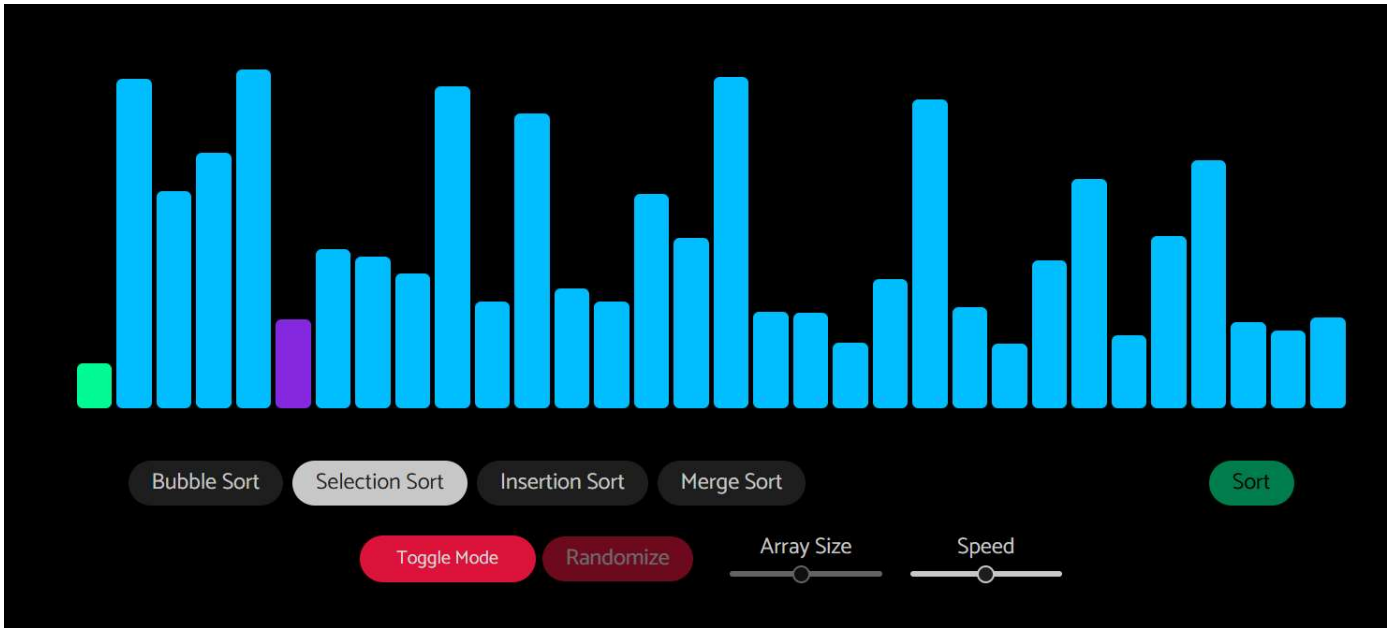 Bubble Sort
Selection Sort
Insertion Sort
Merge Sort
Sort
Toggle Mode
Randomize
Array Size
Speed